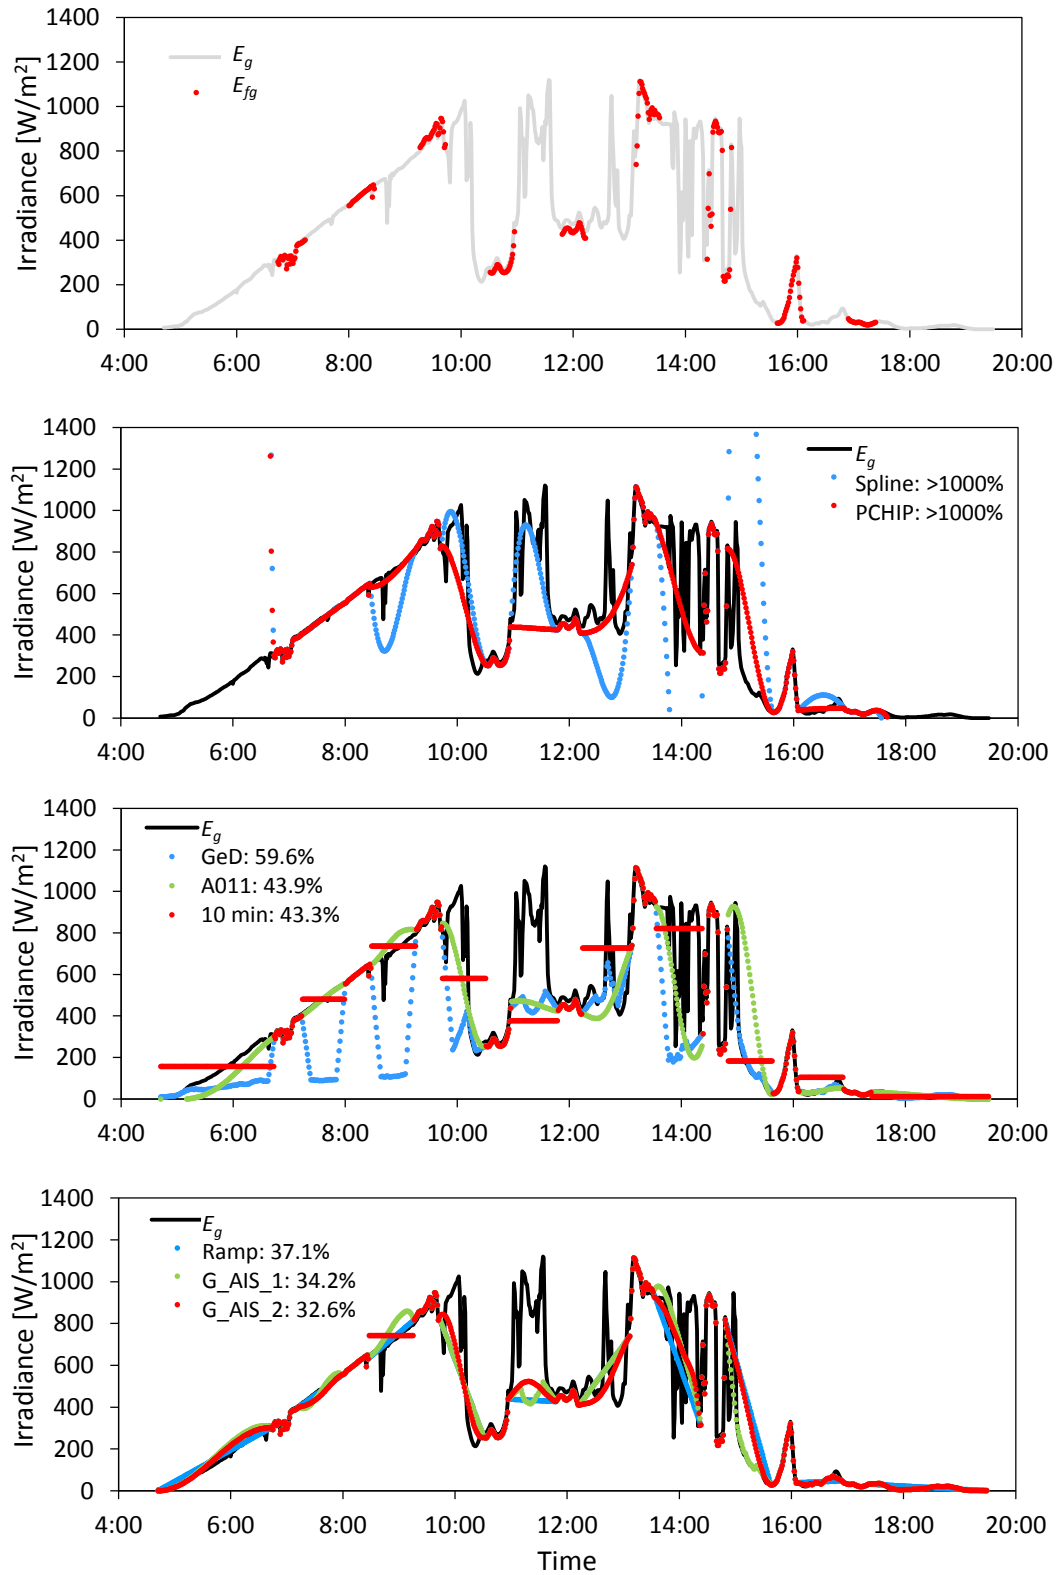 1400
1200
1000
800
600
400
200
0
Irradiance [W/m²]
E_g
E_fg
4:00 6:00 8:00 10:00 12:00 14:00 16:00 18:00 20:00
1400
1200
1000
800
600
400
200
0
Irradiance [W/m²]
E_g
Spline: >1000%
PCHIP: >1000%
4:00 6:00 8:00 10:00 12:00 14:00 16:00 18:00 20:00
1400
1200
1000
800
600
400
200
0
Irradiance [W/m²]
E_g
GeD: 59.6%
A011: 43.9%
10 min: 43.3%
4:00 6:00 8:00 10:00 12:00 14:00 16:00 18:00 20:00
1400
1200
1000
800
600
400
200
0
Irradiance [W/m²]
E_g
Ramp: 37.1%
G_AIS_1: 34.2%
G_AIS_2: 32.6%
4:00 6:00 8:00 10:00 12:00 14:00 16:00 18:00 20:00
Time